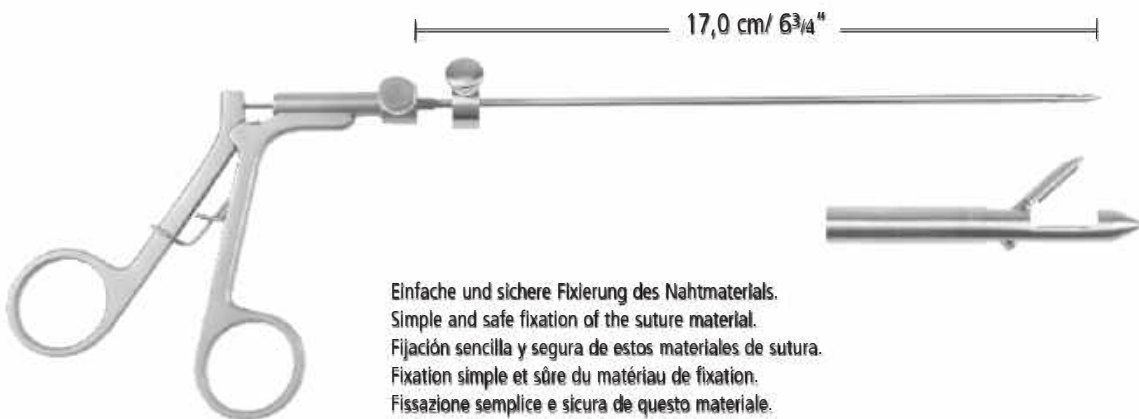 17,0 cm/ 6¾"
Einfache und sichere Fixierung des Nahtmaterials.
Simple and safe fixation of the suture material.
Fijación sencilla y segura de estos materiales de sutura.
Fixation simple et sûre du matériau de fixation.
Fissazione semplice e sicura de questo materiale.